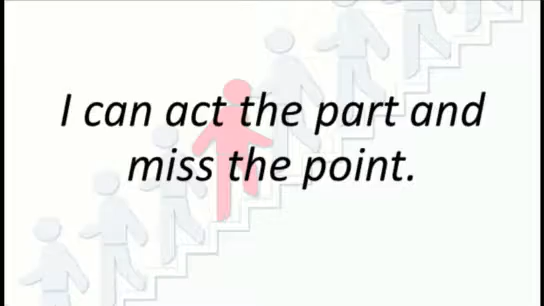 I can act the part and
miss the point.